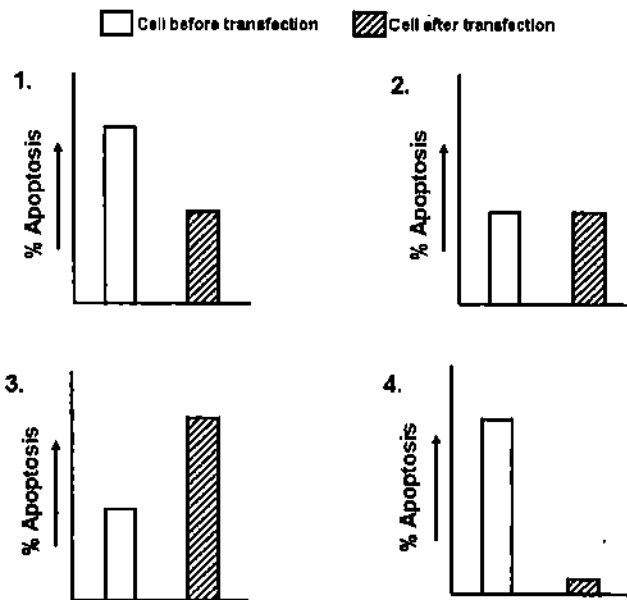 Cell before transfection Cell after transfection
1. 2.
% Apoptosis % Apoptosis
3. 4.
% Apoptosis % Apoptosis